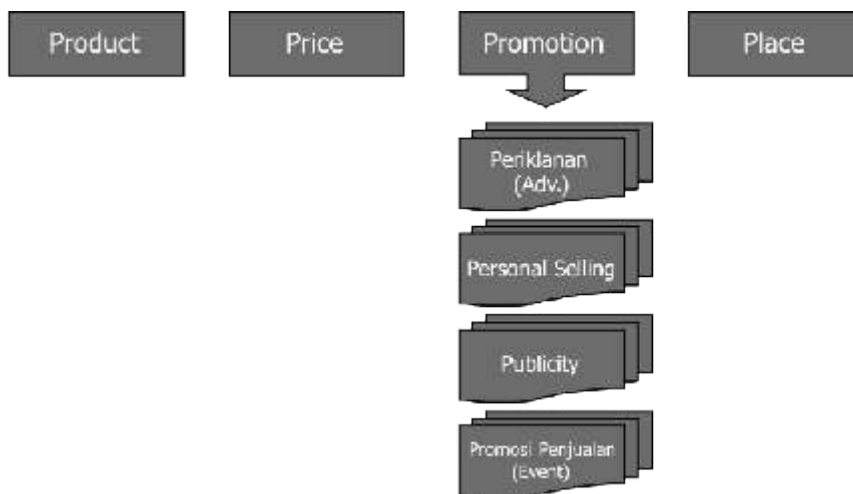 Product
Price
Promotion
Place
Periklanan
(Adv.)
Personal Selling
Publicity
Promosi Penjualan
(Event)